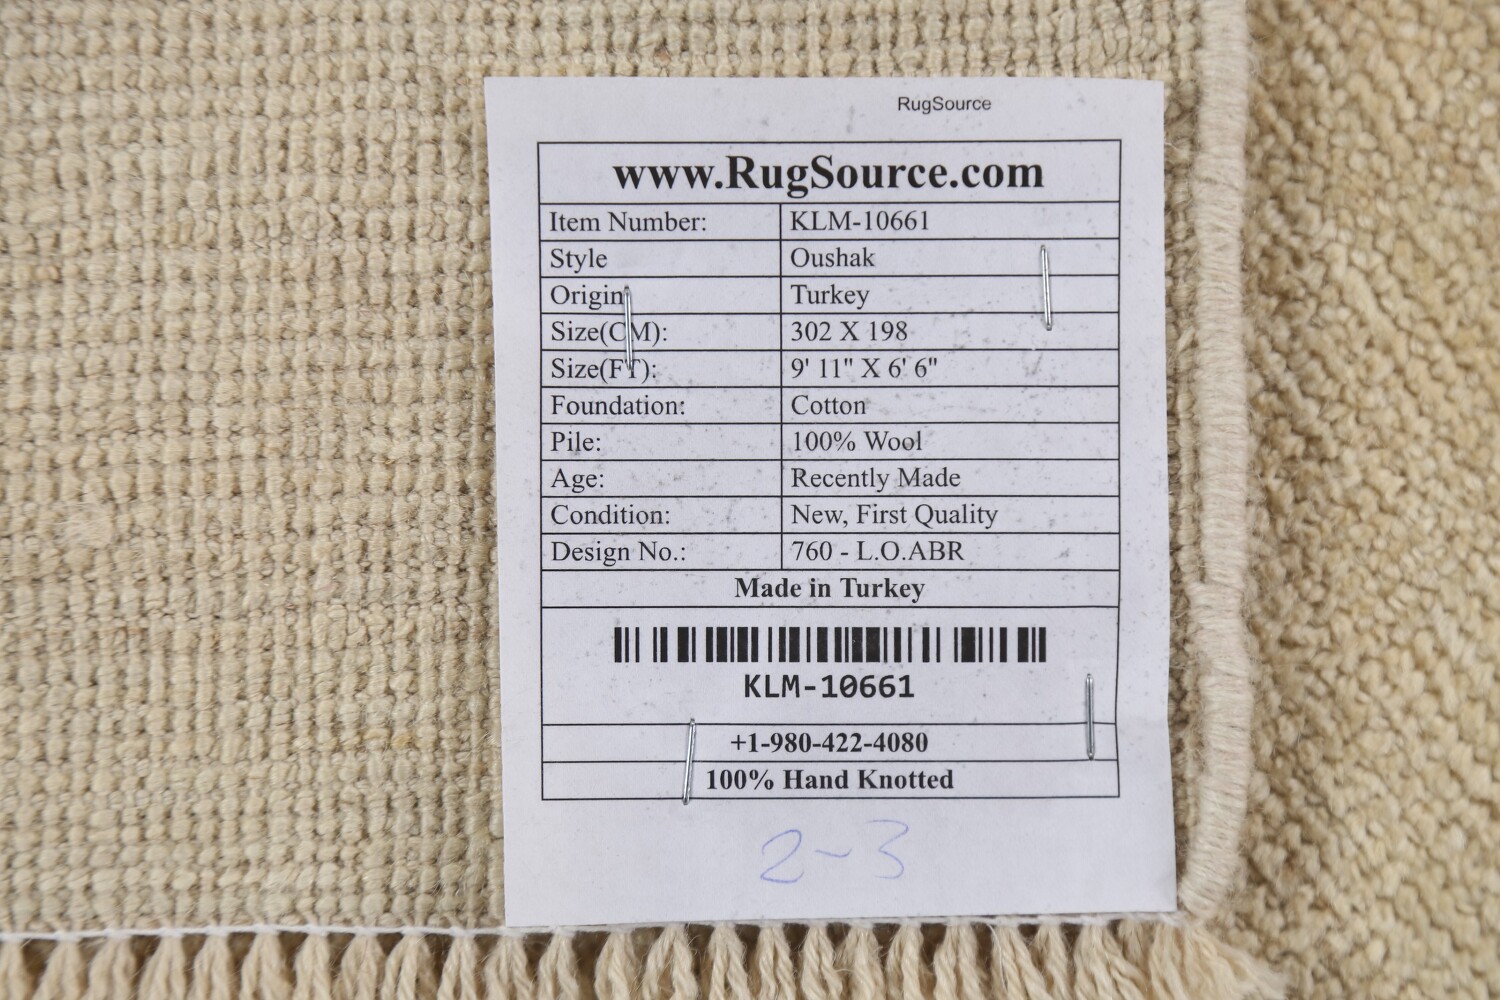 RugSource
www.RugSource.com
Item Number: KLM-10661
Style Oushak
Origin Turkey
Size(CM): 302 X 198
Size(FT): 9' 11" X 6' 6"
Foundation: Cotton
Pile: 100% Wool
Age: Recently Made
Condition: New, First Quality
Design No.: 760 - L.O.ABR
Made in Turkey
KLM-10661
+1-980-422-4080
100% Hand Knotted
2~3